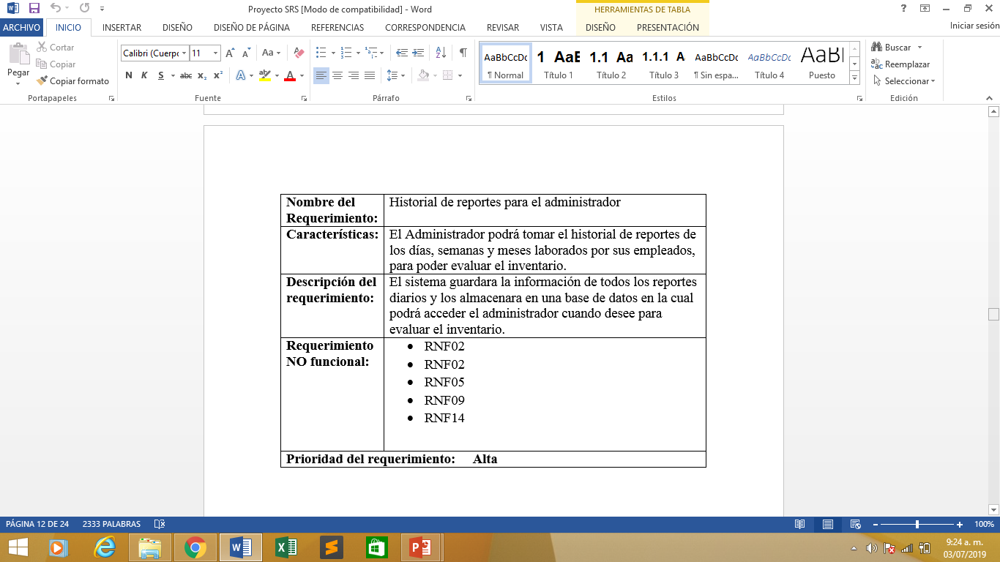 Proyecto SRS [Modo de compatibilidad] - Word
HERRAMIENTAS DE TABLA
?
ARCHIVO INICIO INSERTAR DISEÑO DISEÑO DE PÁGINA REFERENCIAS CORRESPONDENCIA REVISAR VISTA DISEÑO PRESENTACIÓN
Iniciar sesión
Pegar
Cortar
Copiar
Copiar formato
Portapapeles
Calibri (Cuerpo 11
N K S abc x₂ x²
Fuente
Párrafo
AaBbCcDc 1 AaB 1.1 Aa 1.1.1 A AaBbCcDc AaBbCcDc AaBI
¶ Normal Título 1 Título 2 Título 3 ¶ Sin espa... Título 4 Puesto
Estilos
Buscar
Reemplazar
Seleccionar
Edición
Nombre del
Requerimiento:
Historial de reportes para el administrador
Características:
El Administrador podrá tomar el historial de reportes de
los días, semanas y meses laborados por sus empleados,
para poder evaluar el inventario.
Descripción del
requerimiento:
El sistema guardara la información de todos los reportes
diarios y los almacenara en una base de datos en la cual
podrá acceder el administrador cuando desee para
evaluar el inventario.
Requerimiento
NO funcional:
• RNF02
• RNF02
• RNF05
• RNF09
• RNF14
Prioridad del requerimiento: Alta
PÁGINA 12 DE 24 2333 PALABRAS
100%
9:24 a. m.
03/07/2019